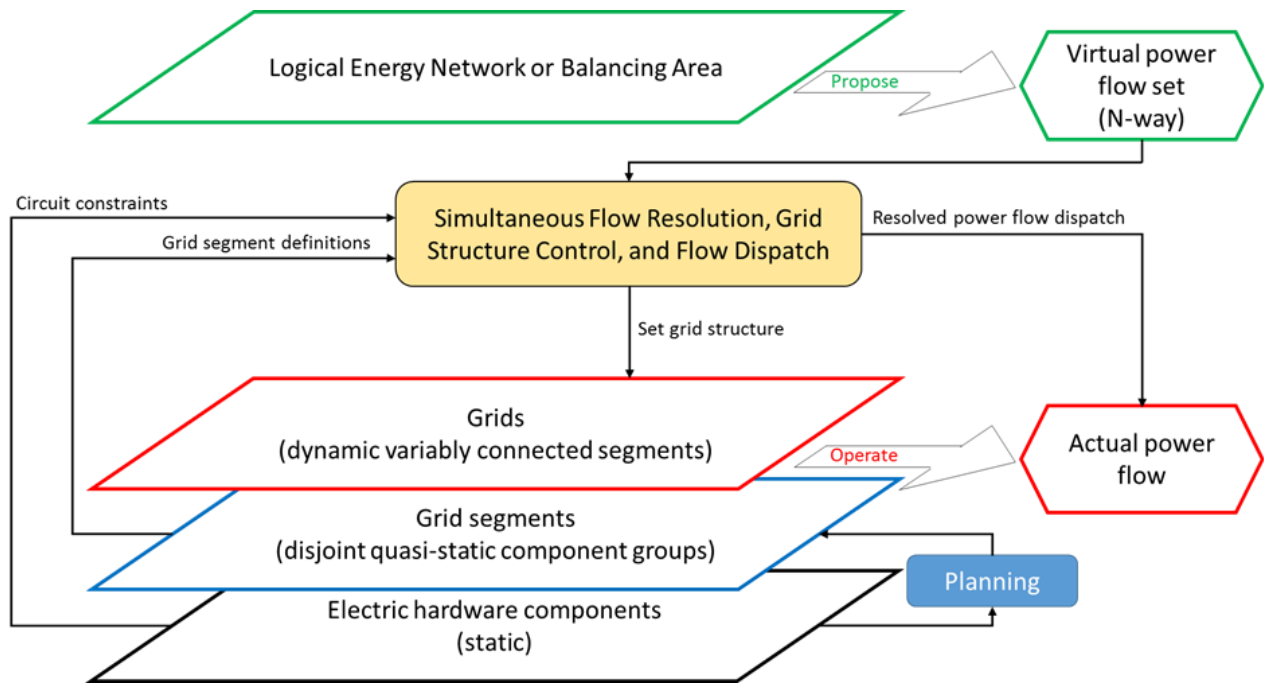 Logical Energy Network or Balancing Area
Propose
Virtual power
flow set
(N-way)
Circuit constraints
Grid segment definitions
Simultaneous Flow Resolution, Grid
Structure Control, and Flow Dispatch
Resolved power flow dispatch
Set grid structure
Grids
(dynamic variably connected segments)
Operate
Actual power
flow
Grid segments
(disjoint quasi-static component groups)
Planning
Electric hardware components
(static)